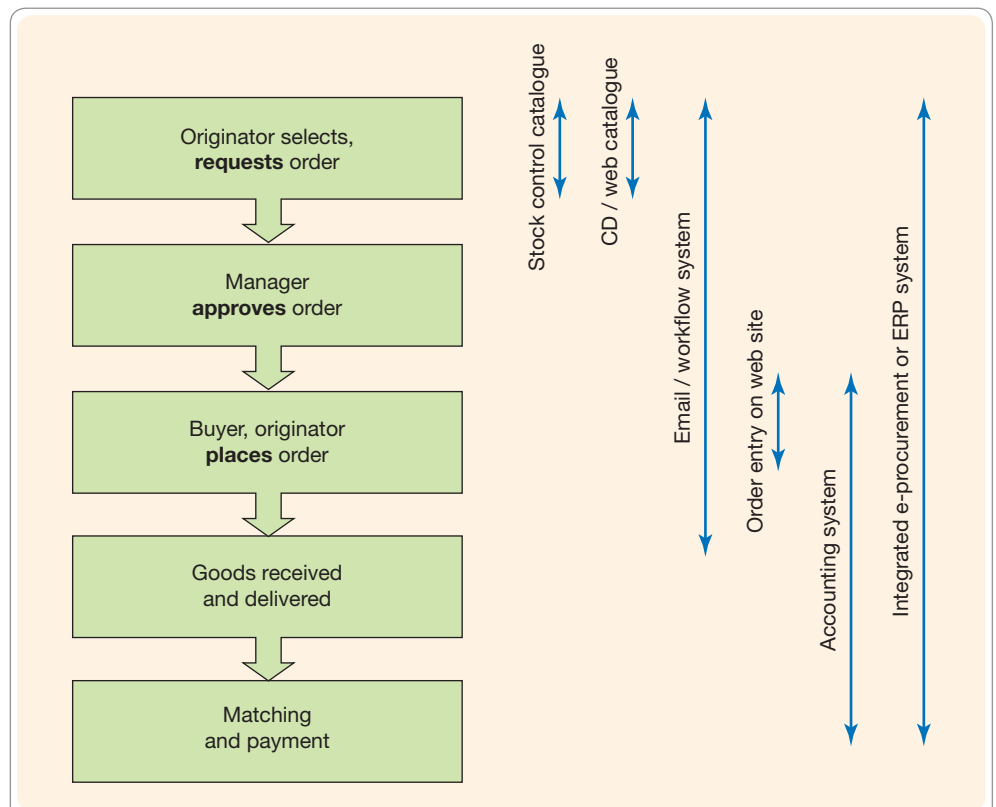 Originator selects,
requests order
Manager
approves order
Buyer, originator
places order
Goods received
and delivered
Matching
and payment
Stock control catalogue
CD / web catalogue
Email / workflow system
Order entry on web site
Accounting system
Integrated e-procurement or ERP system